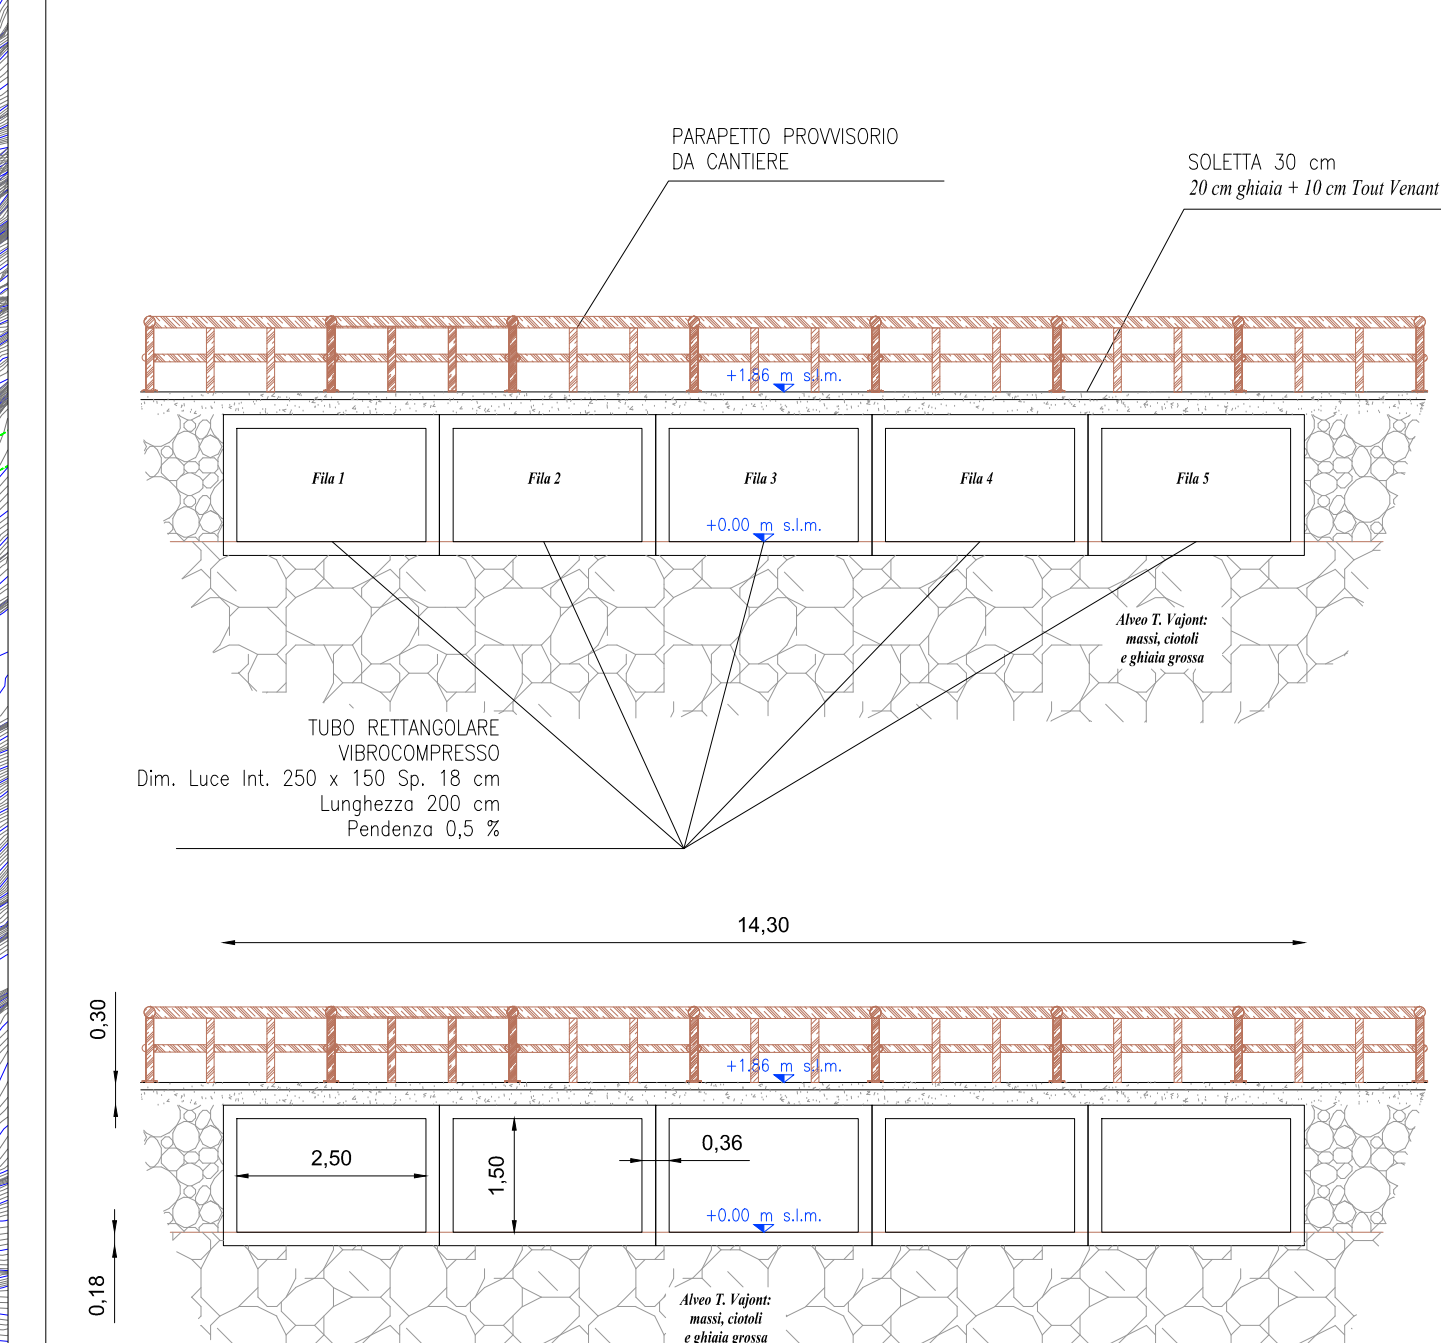 PARAPETTO PROVVISORIO
DA CANTIERE
SOLETTA 30 cm
20 cm ghiaia + 10 cm Tout Venant
+1.86 m s.l.m.
Fila 1
Fila 2
Fila 3
Fila 4
Fila 5
+0.00 m s.l.m.
Alveo T. Vajont:
massi, ciotoli
e ghiaia grossa
TUBO RETTANGOLARE
VIBROCOMPRESSO
Dim. Luce Int. 250 x 150 Sp. 18 cm
Lunghezza 200 cm
Pendenza 0,5 %
14,30
0,30
+1.86 m s.l.m.
2,50
1,50
0,36
+0.00 m s.l.m.
0,18
Alveo T. Vajont:
massi, ciotoli
e ghiaia grossa